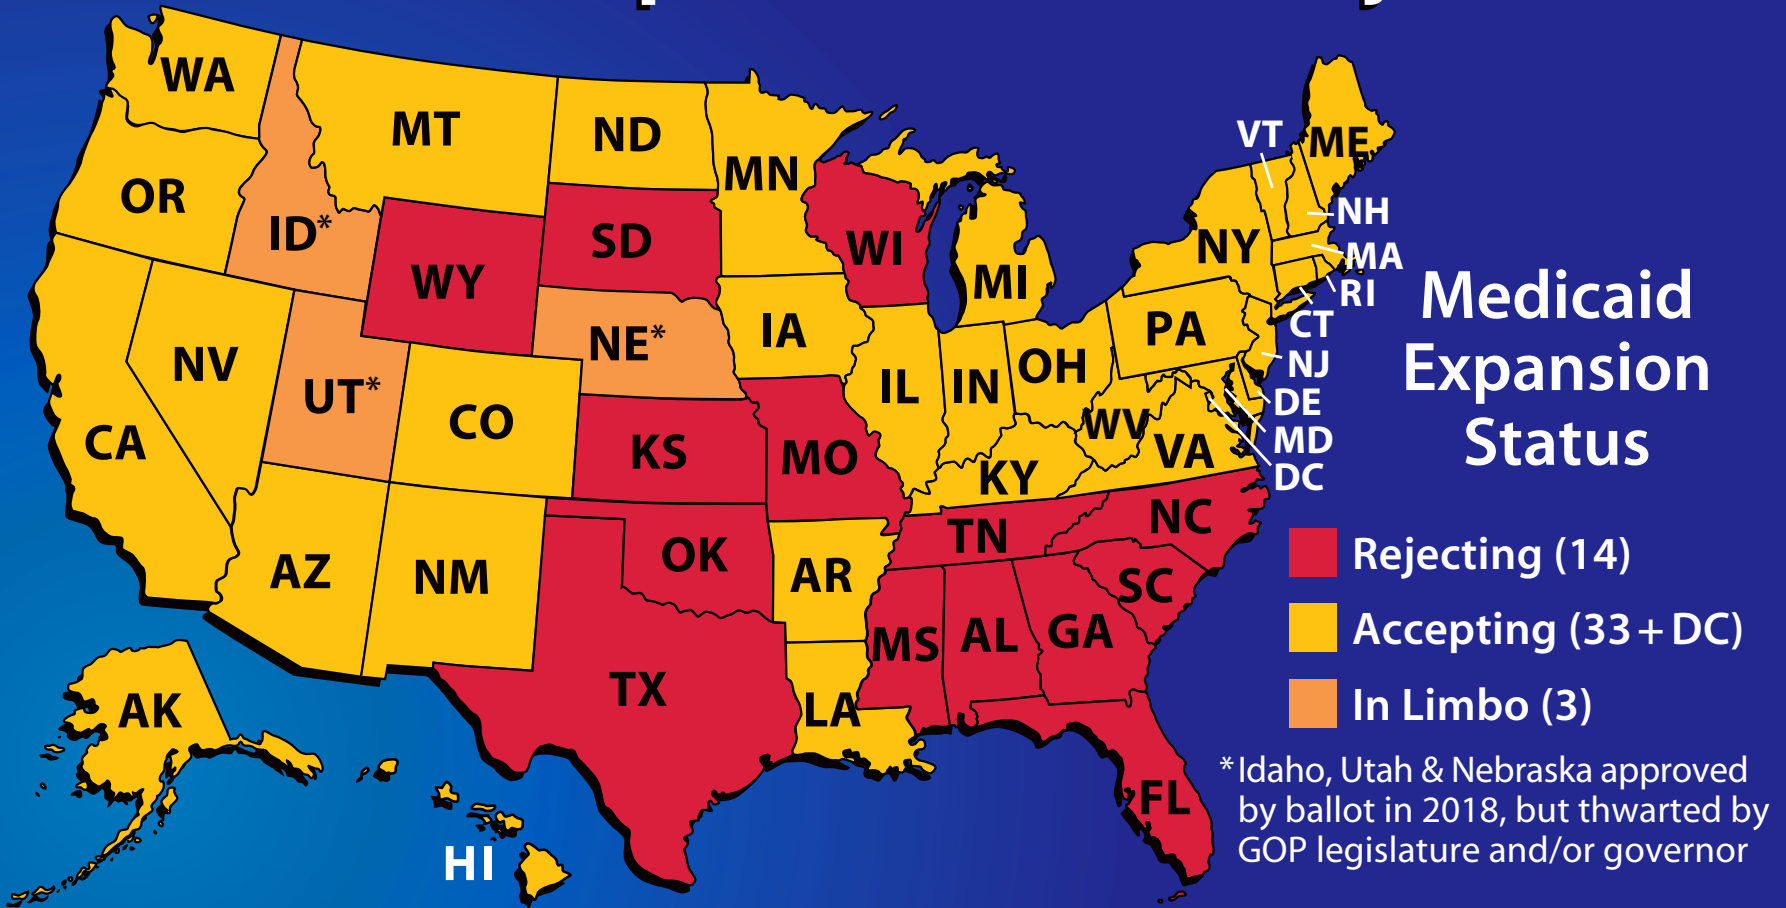 WA
MT
ND
MN
VT
ME
OR
ID*
SD
WI
NH
NY
MA
WY
MI
RI
Medicaid
Expansion
Status
NE*
IA
PA
CT
NV
UT*
OH
NJ
IL
IN
DE
CO
CA
KS
MO
WV
VA
MD
KY
DC
NC
TN
OK
AZ
NM
AR
SC
MS
AL
GA
TX
LA
AK
FL
HI
Rejecting (14)
Accepting (33+DC)
In Limbo (3)
*Idaho, Utah & Nebraska approved
by ballot in 2018, but thwarted by
GOP legislature and/or governor